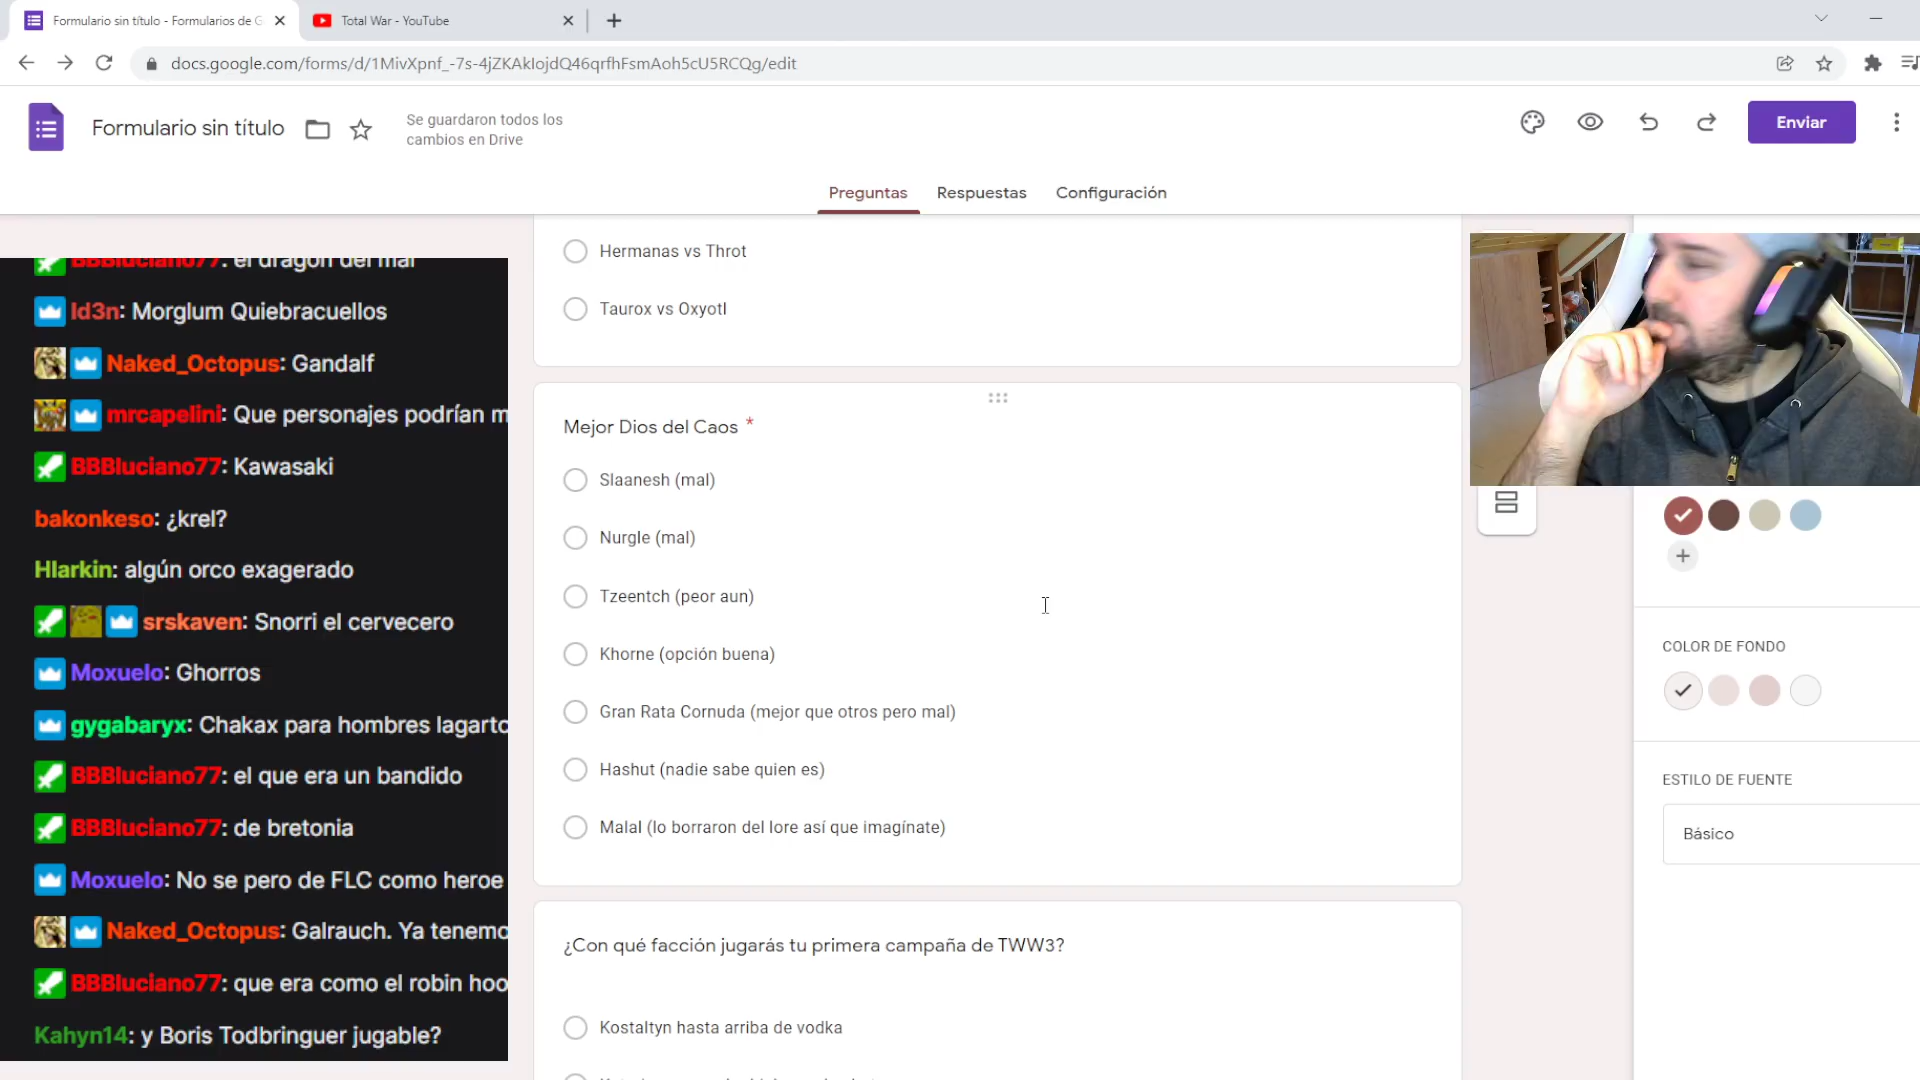 Formulario sin título - Formularios de G
Total War - YouTube
docs.google.com/forms/d/1MivXpnf_-7s-4jZKAkIojdQ46qrfhFsmAoh5cU5RCQg/edit
Formulario sin título
Se guardaron todos los
cambios en Drive
Enviar
Preguntas
Respuestas
Configuración
BBBluciano77: el dragon del mal
Id3n: Morglum Quiebracuellos
Naked_Octopus: Gandalf
mrcapelini: Que personajes podrían m
BBBluciano77: Kawasaki
bakonkeso: ¿krel?
Hlarkin: algún orco exagerado
srskaven: Snorri el cervecero
Moxuelo: Ghorros
gygabaryx: Chakax para hombres lagarto
BBBluciano77: el que era un bandido
BBBluciano77: de bretonia
Moxuelo: No se pero de FLC como heroe
Naked_Octopus: Galrauch. Ya tenemo
BBBluciano77: que era como el robin hoo
Kahyn14: y Boris Todbringuer jugable?
Hermanas vs Throt
Taurox vs Oxyotl
Mejor Dios del Caos *
Slaanesh (mal)
Nurgle (mal)
Tzeentch (peor aun)
Khorne (opción buena)
Gran Rata Cornuda (mejor que otros pero mal)
Hashut (nadie sabe quien es)
Malal (lo borraron del lore así que imagínate)
¿Con qué facción jugarás tu primera campaña de TWW3?
Kostaltyn hasta arriba de vodka
COLOR DE FONDO
ESTILO DE FUENTE
Básico